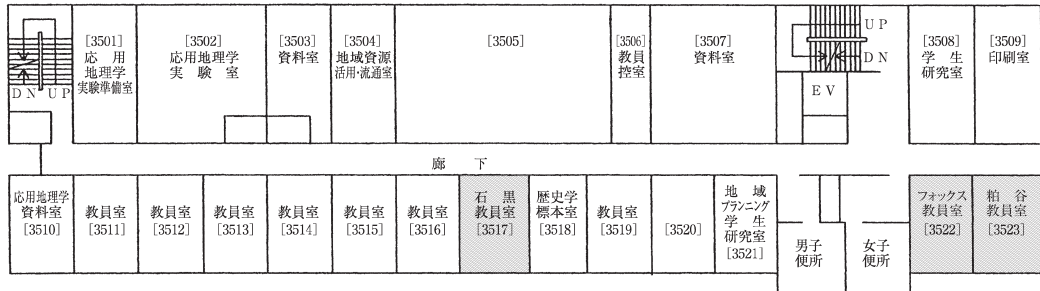 UP
DN
DN UP
[3501]
応 用
地理学
実験準備室
[3502]
応用地理学
実 験 室
[3503]
資料室
[3504]
地域資源
活用・流通室
[3505]
[3506]
教員
控室
[3507]
資料室
EV
[3508]
学 生
研究室
[3509]
印刷室
廊 下
応用地理学
資料室
[3510]
教員室
[3511]
教員室
[3512]
教員室
[3513]
教員室
[3514]
教員室
[3515]
教員室
[3516]
石 黒
教員室
[3517]
歴史学
標本室
[3518]
教員室
[3519]
[3520]
地 域
プランニング
学 生
研究室
[3521]
男子
便所
女子
便所
フォックス
教員室
[3522]
粕 谷
教員室
[3523]